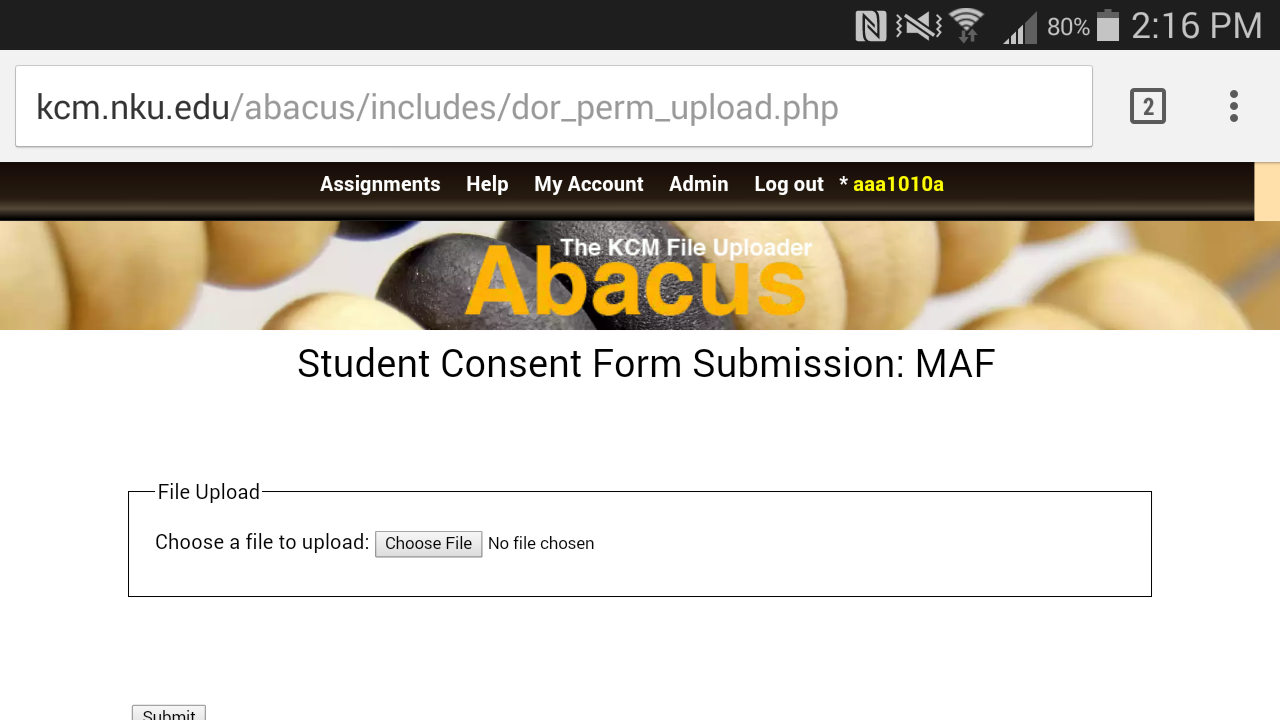 80% 2:16 PM
kcm.nku.edu/abacus/includes/dor_perm_upload.php 2
Assignments Help My Account Admin Log out * aaa1010a
The KCM File Uploader
Abacus
Student Consent Form Submission: MAF
File Upload
Choose a file to upload: Choose File No file chosen
Submit